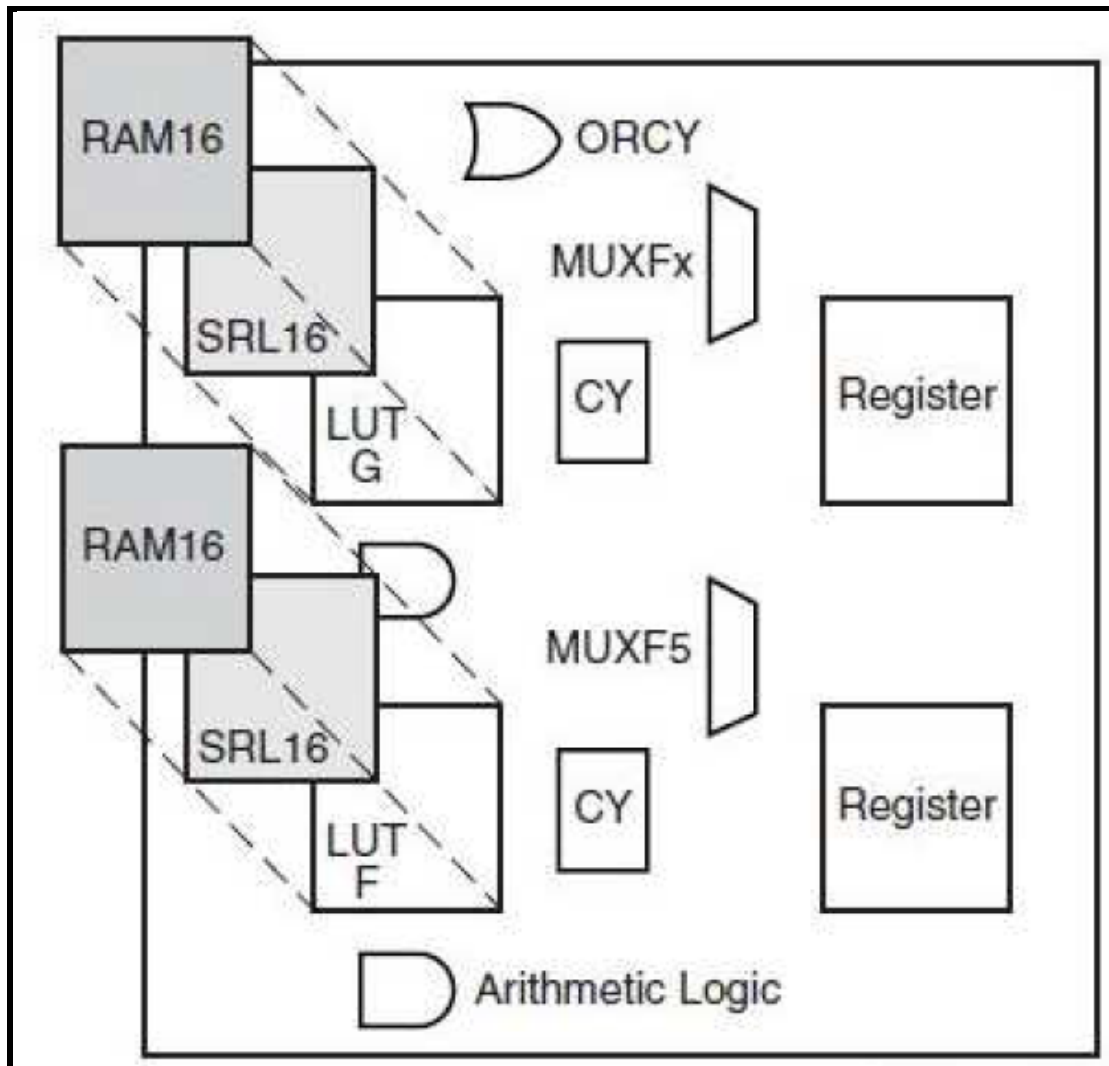 RAM16
ORCY
MUXFx
SRL16
CY
Register
LUT
G
RAM16
MUXF5
SRL16
CY
Register
LUT
F
Arithmetic Logic